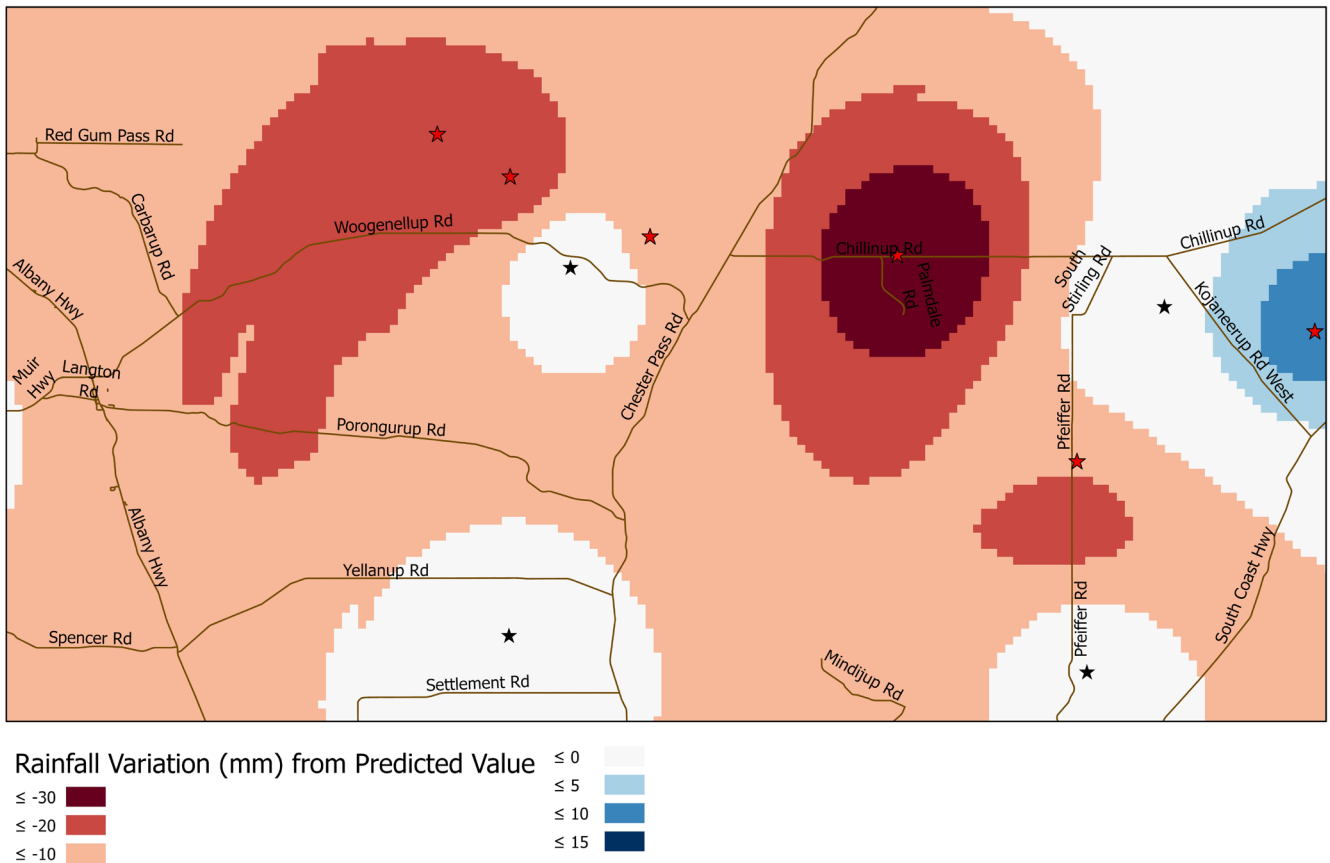 Red Gum Pass Rd
Carbarup Rd
Woogenellup Rd
Chillinup Rd
Chillinup Rd
Palmdale
Rd
South
Stirling Rd
Albany Hwy
Kojaneerup Rd West
Muir
Hwy
Langton
Rd
Chester Pass Rd
Pfeiffer Rd
Porongurup Rd
Albany Hwy
Yellanup Rd
South Coast Hwy
Pfeiffer Rd
Spencer Rd
Settlement Rd
Mindijup Rd
Rainfall Variation (mm) from Predicted Value
≤ -30
≤ -20
≤ -10
≤ 0
≤ 5
≤ 10
≤ 15